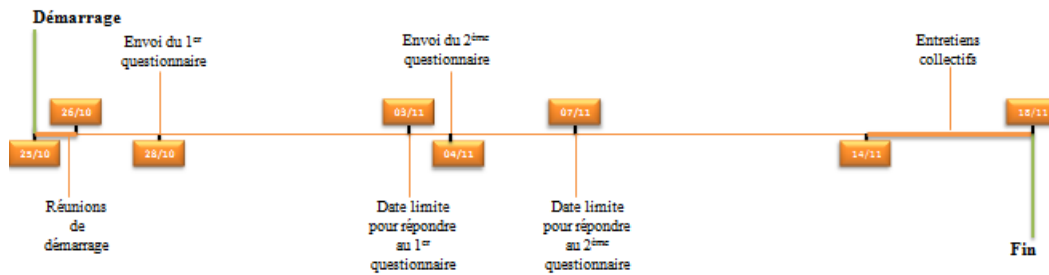 Démarrage
Envoi du 1er
questionnaire
Envoi du 2ème
questionnaire
Entretiens
collectifs
26/10
03/11
07/11
18/11
25/10
28/10
04/11
14/11
Réunions
de
démarrage
Date limite
pour répondre
au 1er
questionnaire
Date limite
pour répondre
au 2ème
questionnaire
Fin